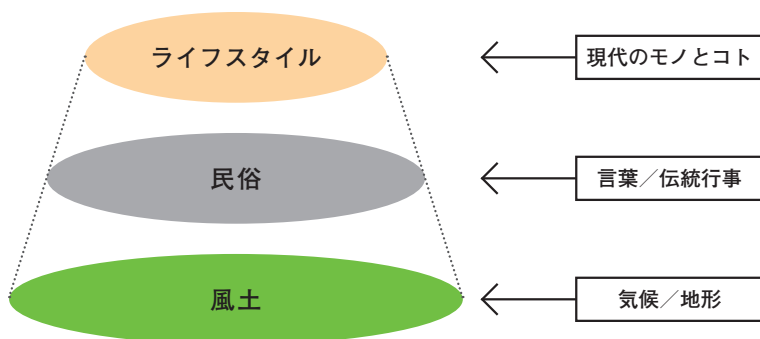 ライフスタイル
現代のモノとコト
民俗
言葉／伝統行事
風土
気候／地形